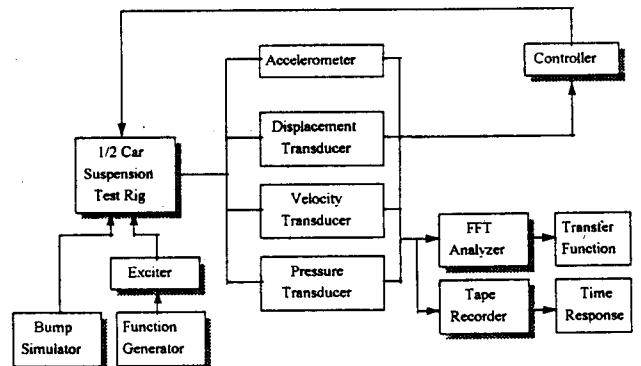 Accelerometer
Controller
Displacement
Transducer
1/2 Car
Suspension
Test Rig
Velocity
Transducer
FFT
Analyzer
Transfer
Function
Exciter
Pressure
Transducer
Tape
Recorder
Time
Response
Bump
Simulator
Function
Generator